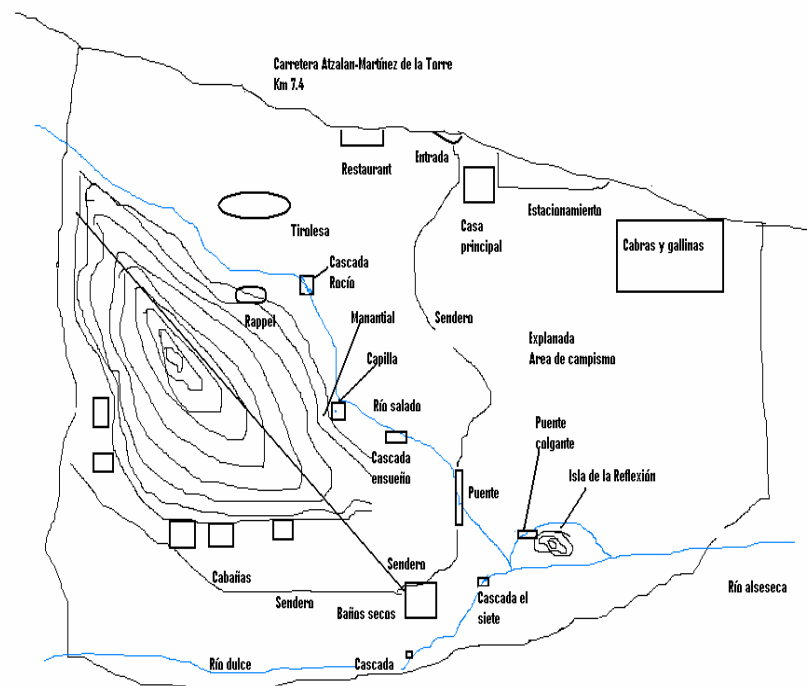 Carretera Atzalan-Martínez de la Torre
Km 7.4
Restaurant
Entrada
Estacionamiento
Casa
principal
Cabras y gallinas
Tirolesa
Cascada
Rocío
Rappel
Manantial
Sendero
Explanada
Area de campismo
Capilla
Río salado
Cascada
ensueño
Puente
colgante
Isla de la Reflexión
Puente
Sendero
Cabañas
Sendero
Baños secos
Cascada el
siete
Río alseseca
Río dulce
Cascada